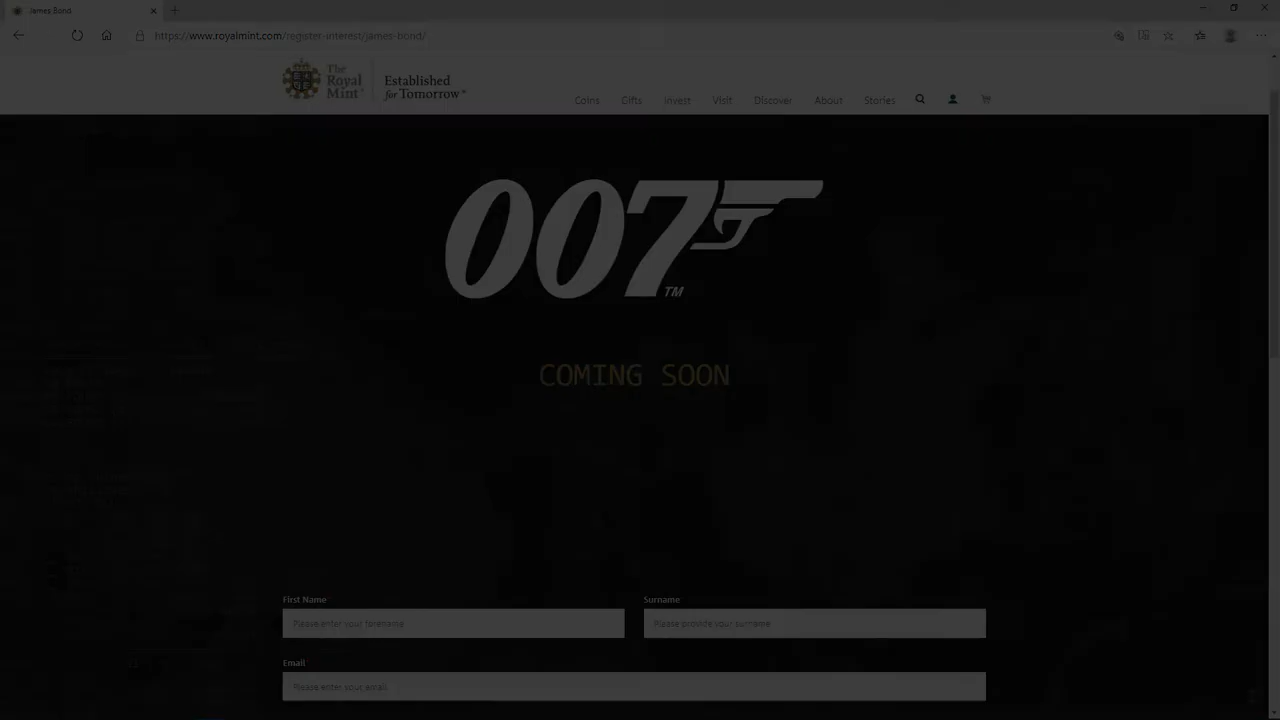 James Bond
https://www.royalmint.com/register-interest/james-bond/
The
Royal
Mint
Established
for Tomorrow™
Coins Gifts Invest Visit Discover About Stories
007
TM
COMING SOON
First Name
Surname
Please enter your forename
Please provide your surname
Email
Please enter your email